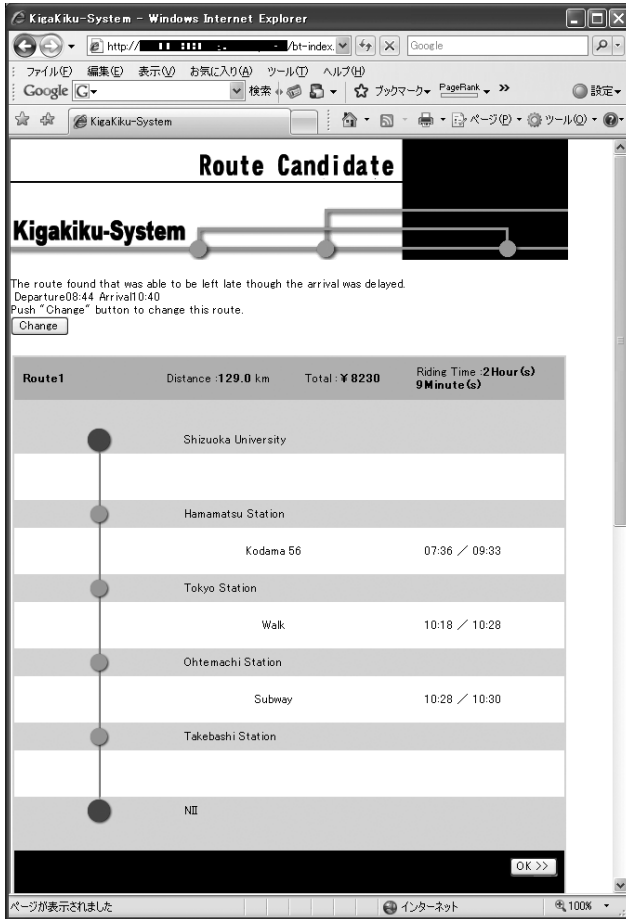 KigaKiku-System - Windows Internet Explorer
http:// /bt-index. Google
ファイル(F) 編集(E) 表示(V) お気に入り(A) ツール(T) ヘルプ(H)
Google G 検索 ブックマーク PageRank 設定
KigaKiku-System ページ(P) ツール(O)
Route Candidate
Kigakiku-System
The route found that was able to be left late though the arrival was delayed.
Departure08:44 Arrival10:40
Push "Change" button to change this route.
Change
Route1 Distance :129.0 km Total : ¥8230 Riding Time :2Hour(s)
9Minute(s)
Shizuoka University
Hamamatsu Station
Kodama 56 07:36 ／ 09:33
Tokyo Station
Walk 10:18 ／ 10:28
Ohtemachi Station
Subway 10:28 ／ 10:30
Takebashi Station
NII
OK >>
ページが表示されました インターネット 100%